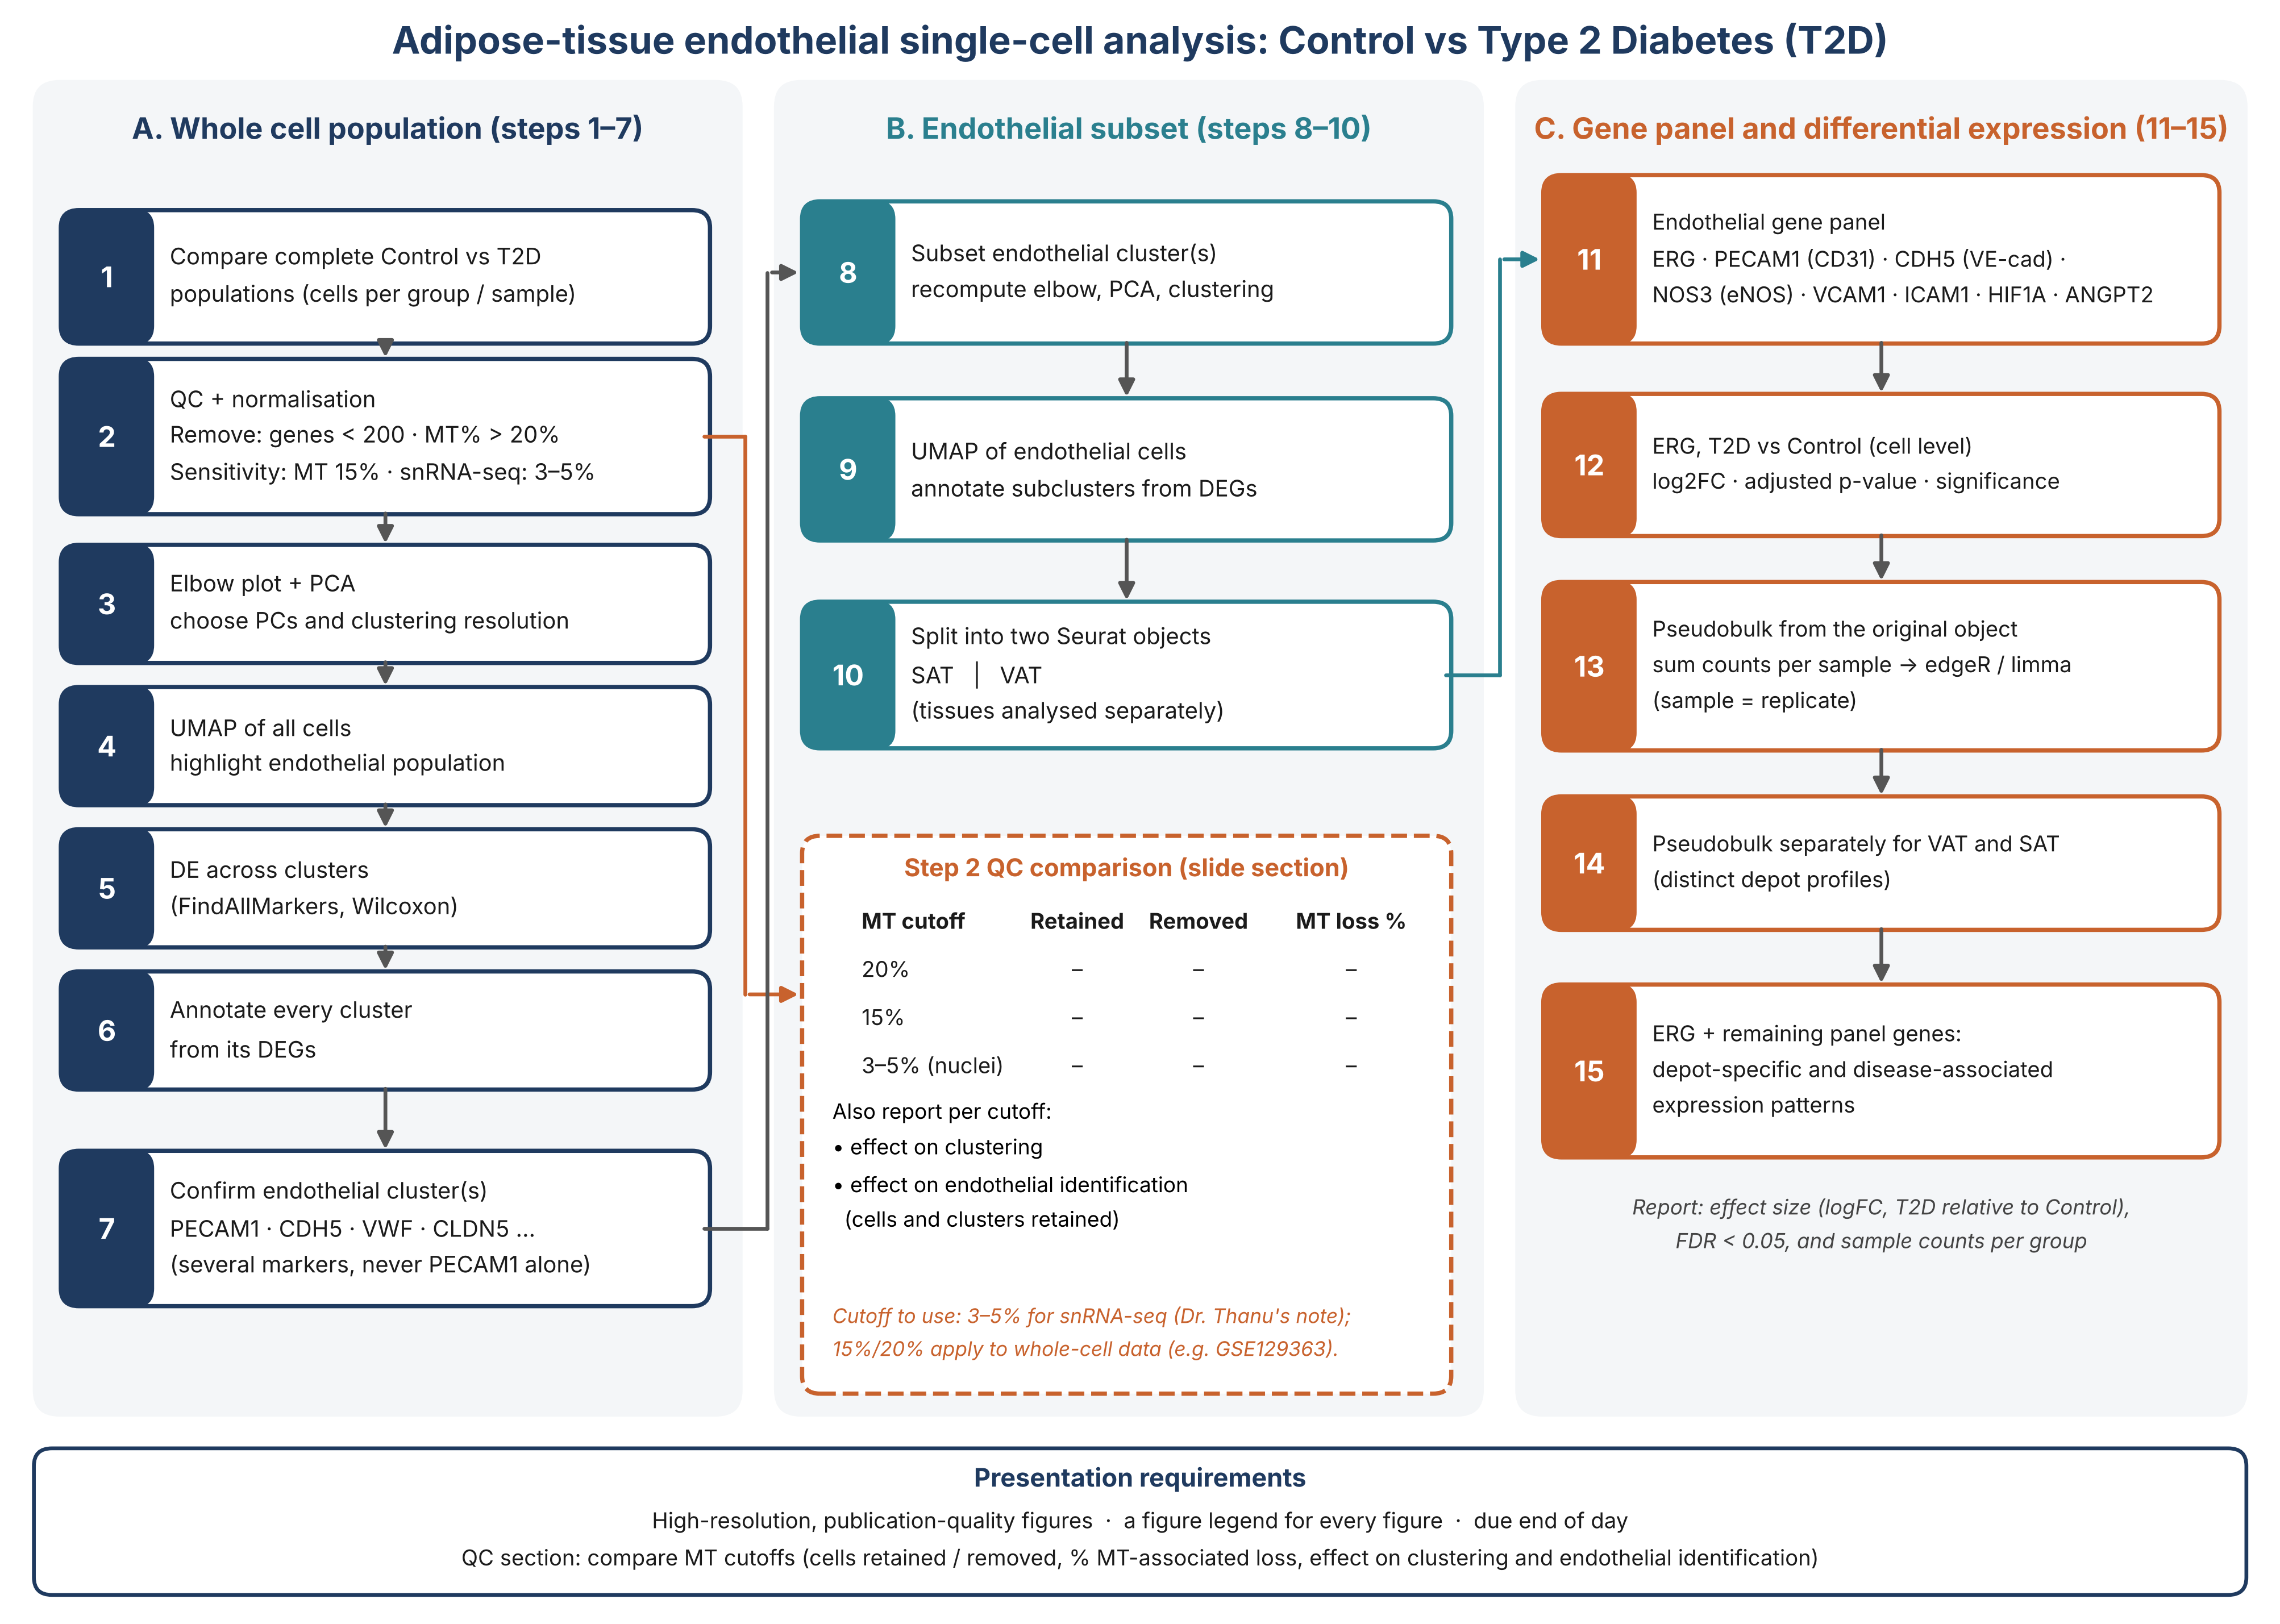 Adipose-tissue endothelial single-cell analysis: Control vs Type 2 Diabetes (T2D)
A. Whole cell population (steps 1–7)
1
Compare complete Control vs T2D
populations (cells per group / sample)
2
QC + normalisation
Remove: genes < 200 · MT% > 20%
Sensitivity: MT 15% · snRNA-seq: 3–5%
3
Elbow plot + PCA
choose PCs and clustering resolution
4
UMAP of all cells
highlight endothelial population
5
DE across clusters
(FindAllMarkers, Wilcoxon)
6
Annotate every cluster
from its DEGs
7
Confirm endothelial cluster(s)
PECAM1 · CDH5 · VWF · CLDN5 ...
(several markers, never PECAM1 alone)
B. Endothelial subset (steps 8–10)
8
Subset endothelial cluster(s)
recompute elbow, PCA, clustering
9
UMAP of endothelial cells
annotate subclusters from DEGs
10
Split into two Seurat objects
SAT | VAT
(tissues analysed separately)
Step 2 QC comparison (slide section)
MT cutoff Retained Removed MT loss %
20% – – –
15% – – –
3–5% (nuclei) – – –
Also report per cutoff:
• effect on clustering
• effect on endothelial identification
(cells and clusters retained)
Cutoff to use: 3–5% for snRNA-seq (Dr. Thanu's note);
15%/20% apply to whole-cell data (e.g. GSE129363).
C. Gene panel and differential expression (11–15)
11
Endothelial gene panel
ERG · PECAM1 (CD31) · CDH5 (VE-cad) ·
NOS3 (eNOS) · VCAM1 · ICAM1 · HIF1A · ANGPT2
12
ERG, T2D vs Control (cell level)
log2FC · adjusted p-value · significance
13
Pseudobulk from the original object
sum counts per sample → edgeR / limma
(sample = replicate)
14
Pseudobulk separately for VAT and SAT
(distinct depot profiles)
15
ERG + remaining panel genes:
depot-specific and disease-associated
expression patterns
Report: effect size (logFC, T2D relative to Control),
FDR < 0.05, and sample counts per group
Presentation requirements
High-resolution, publication-quality figures · a figure legend for every figure · due end of day
QC section: compare MT cutoffs (cells retained / removed, % MT-associated loss, effect on clustering and endothelial identification)